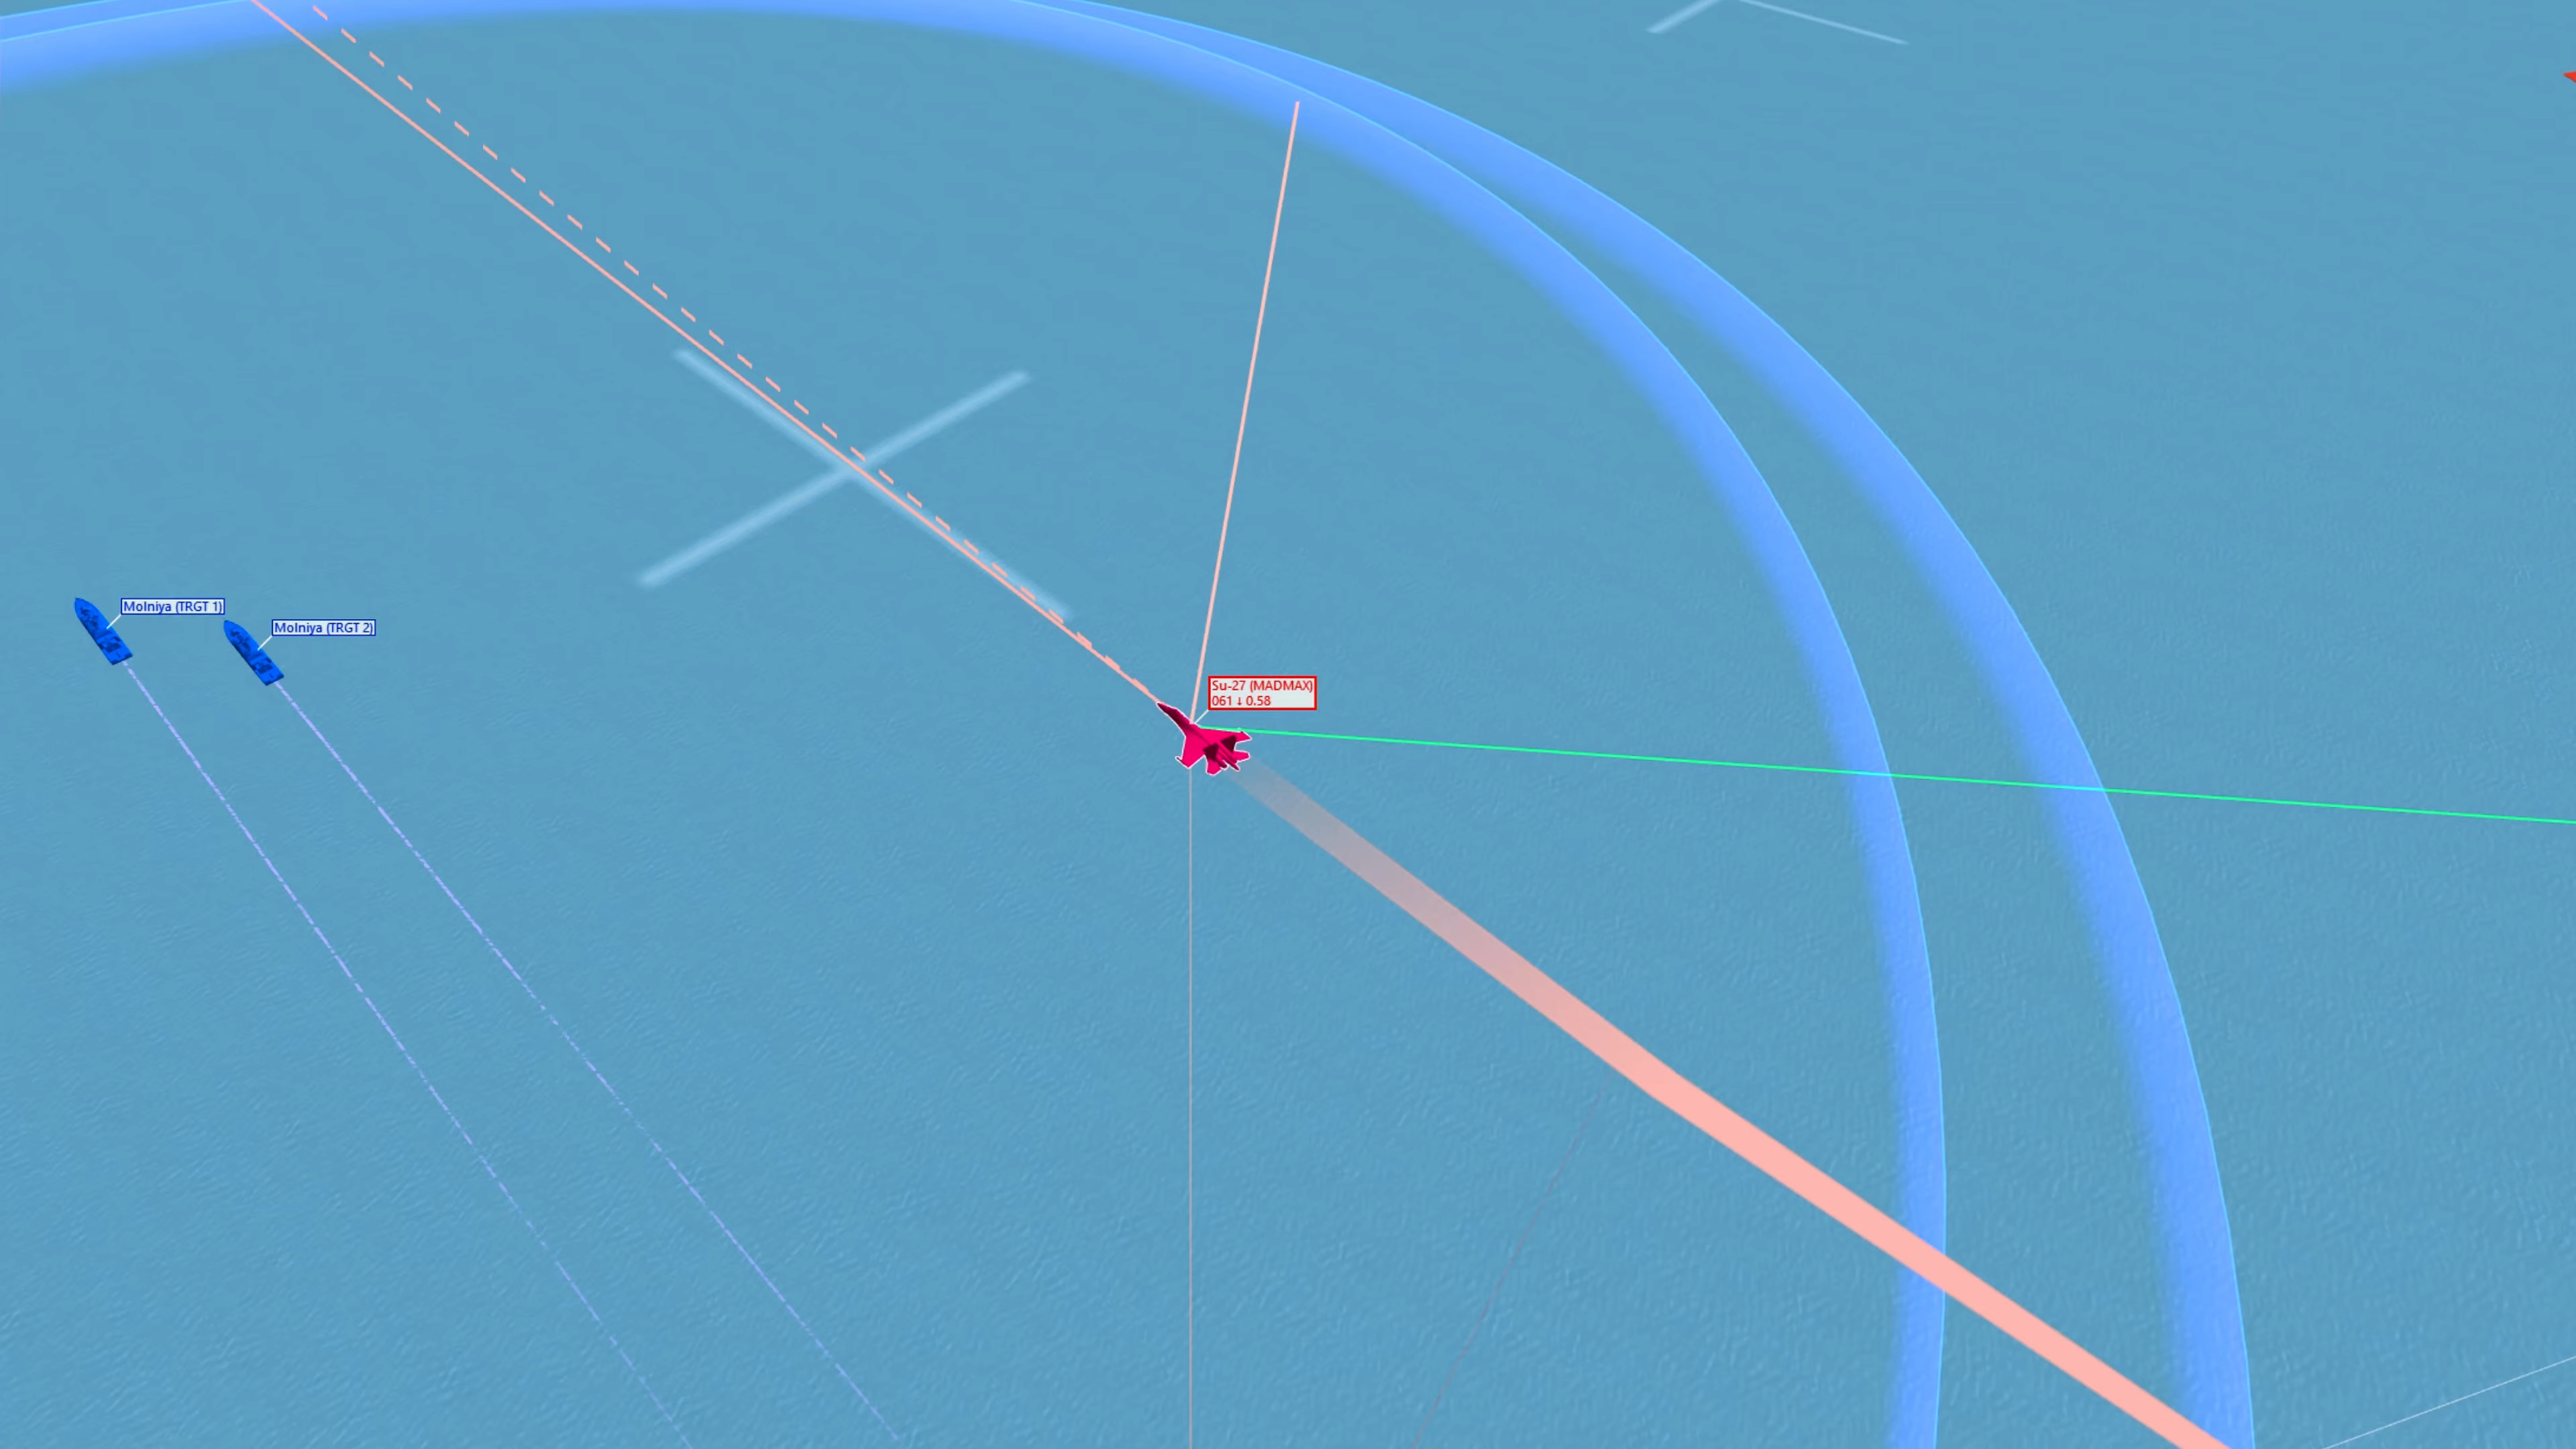 Molniya (TRGT 1)
Molniya (TRGT 2)
Su-27 (MADMAX)
061 ↓ 0.58